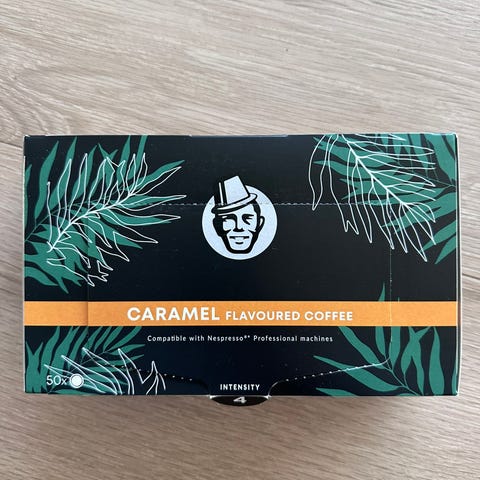 CARAMEL FLAVOURED COFFEE
Compatible with Nespresso®* Professional machines
50x
INTENSITY
4